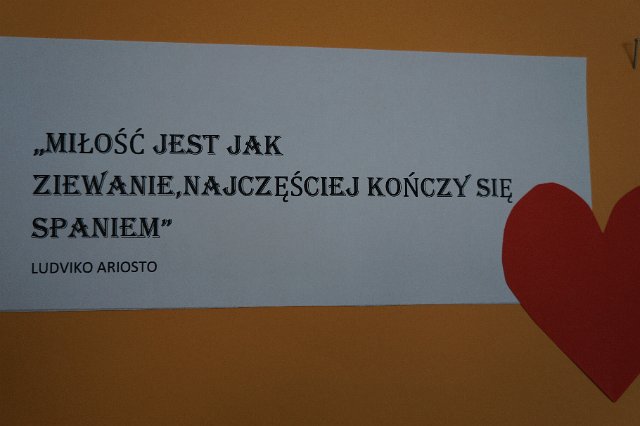 „MIŁOŚĆ JEST JAK
ZIEWANIE,NAJCZĘŚCIEJ KOŃCZY SIĘ
SPANIEM”
LUDVIKO ARIOSTO